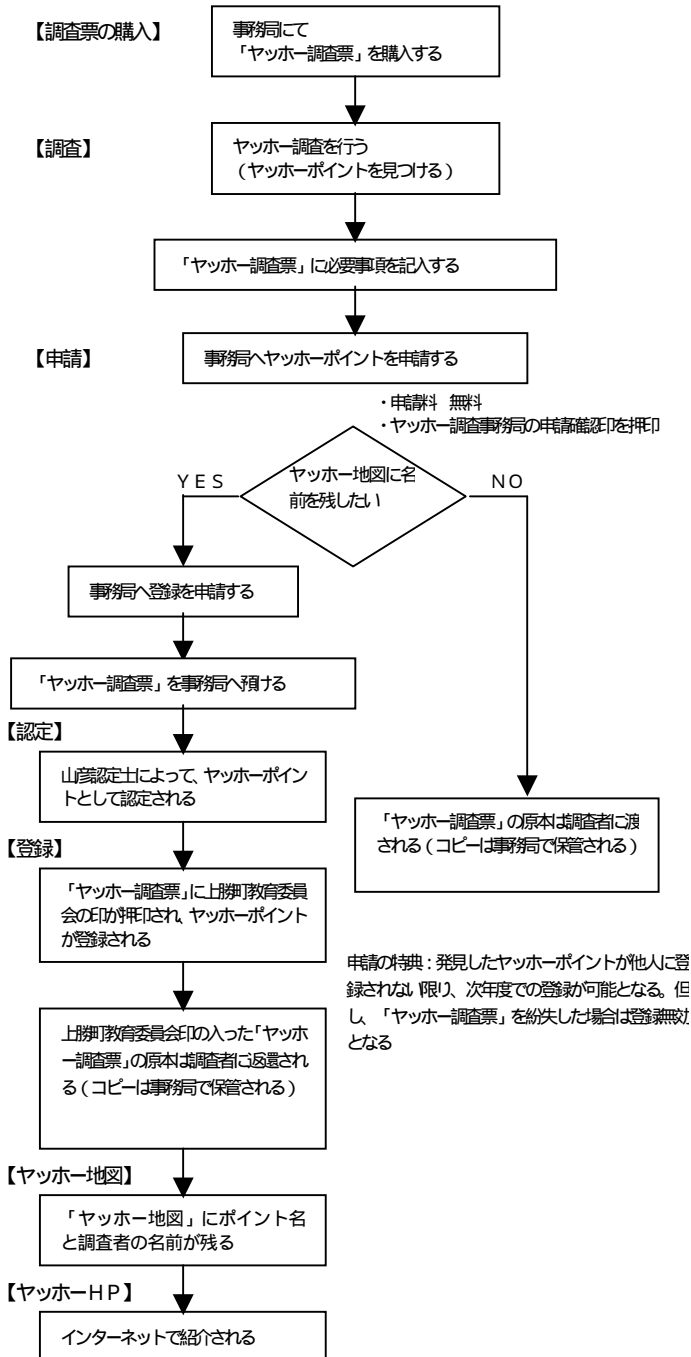 【調査票の購入】
事務局にて
「ヤッホー調査票」を購入する
【調査】
ヤッホー調査を行う
（ヤッホーポイントを見つける）
「ヤッホー調査票」に必要事項を記入する
【申請】
事務局へヤッホーポイントを申請する
・申請料　無料
・ヤッホー調査事務局の申請確認印を押印
ヤッホー地図に名
前を残したい
ＹＥＳ
ＮＯ
事務局へ登録を申請する
「ヤッホー調査票」を事務局へ預ける
【認定】
山彦認定士によって、ヤッホーポイン
トとして認定される
「ヤッホー調査票」の原本は調査者に渡
される（コピーは事務局で保管される）
【登録】
「ヤッホー調査票」に上勝町教育委員
会の印が押印され、ヤッホーポイント
が登録される
申請の特典：発見したヤッホーポイントが他人に登
録されない限り、次年度での登録が可能となる。但
し、「ヤッホー調査票」を紛失した場合は登録無効
となる
上勝町教育委員会印の入った「ヤッホ
ー調査票」の原本は調査者に返還され
る（コピーは事務局で保管される）
【ヤッホー地図】
「ヤッホー地図」にポイント名
と調査者の名前が残る
【ヤッホーＨＰ】
インターネットで紹介される